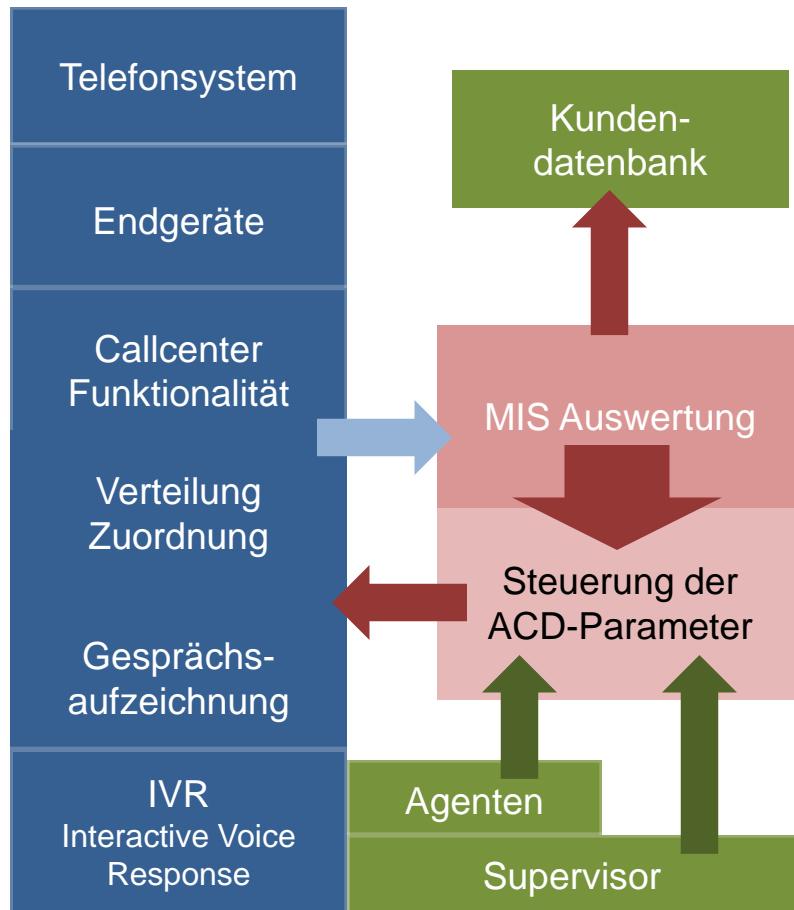 Telefonsystem
Endgeräte
Callcenter
Funktionalität
Verteilung
Zuordnung
Gesprächs-
aufzeichnung
IVR
Interactive Voice
Response
Kunden-
datenbank
MIS Auswertung
Steuerung der
ACD-Parameter
Agenten
Supervisor